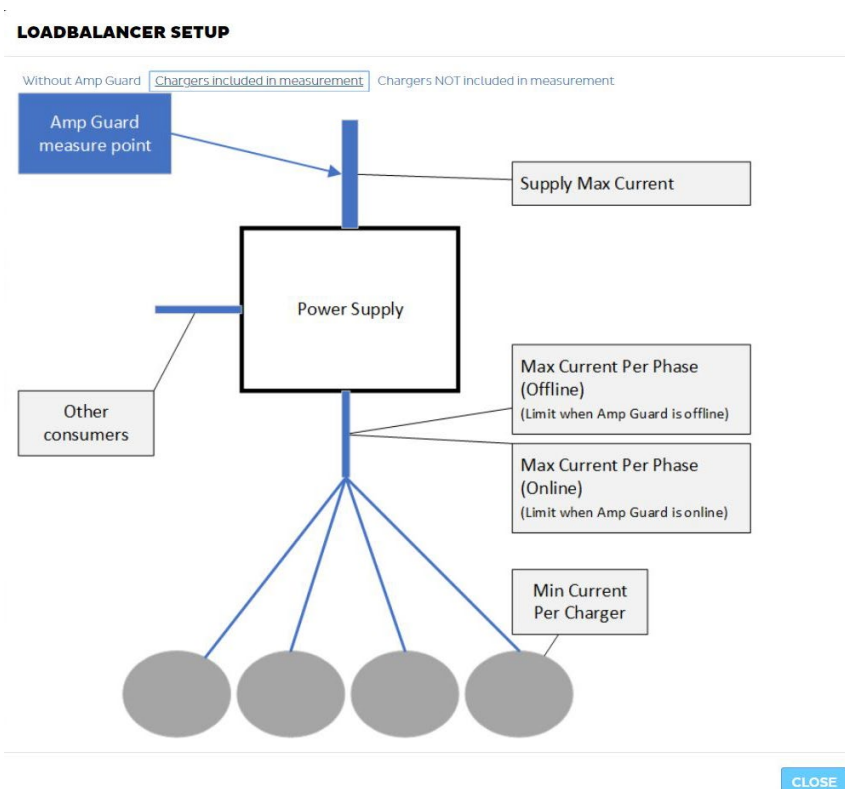 LOADBALANCER SETUP
Without Amp Guard Chargers included in measurement Chargers NOT included in measurement
Amp Guard
measure point
Supply Max Current
Power Supply
Max Current Per Phase
(Offline)
(Limit when Amp Guard is offline)
Other
consumers
Max Current Per Phase
(Online)
(Limit when Amp Guard is online)
Min Current
Per Charger
CLOSE